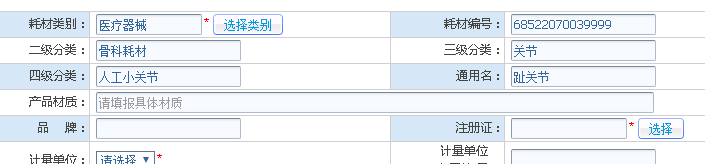 耗材类别： 医疗器械 * 选择类别 耗材编号： 68522070039999
二级分类： 骨科耗材 三级分类： 关节
四级分类： 人工小关节 通用名： 趾关节
产品材质： 请填报具体材质
品 牌： 注册证： * 选择
计量单位： 请选择 * 计量单位